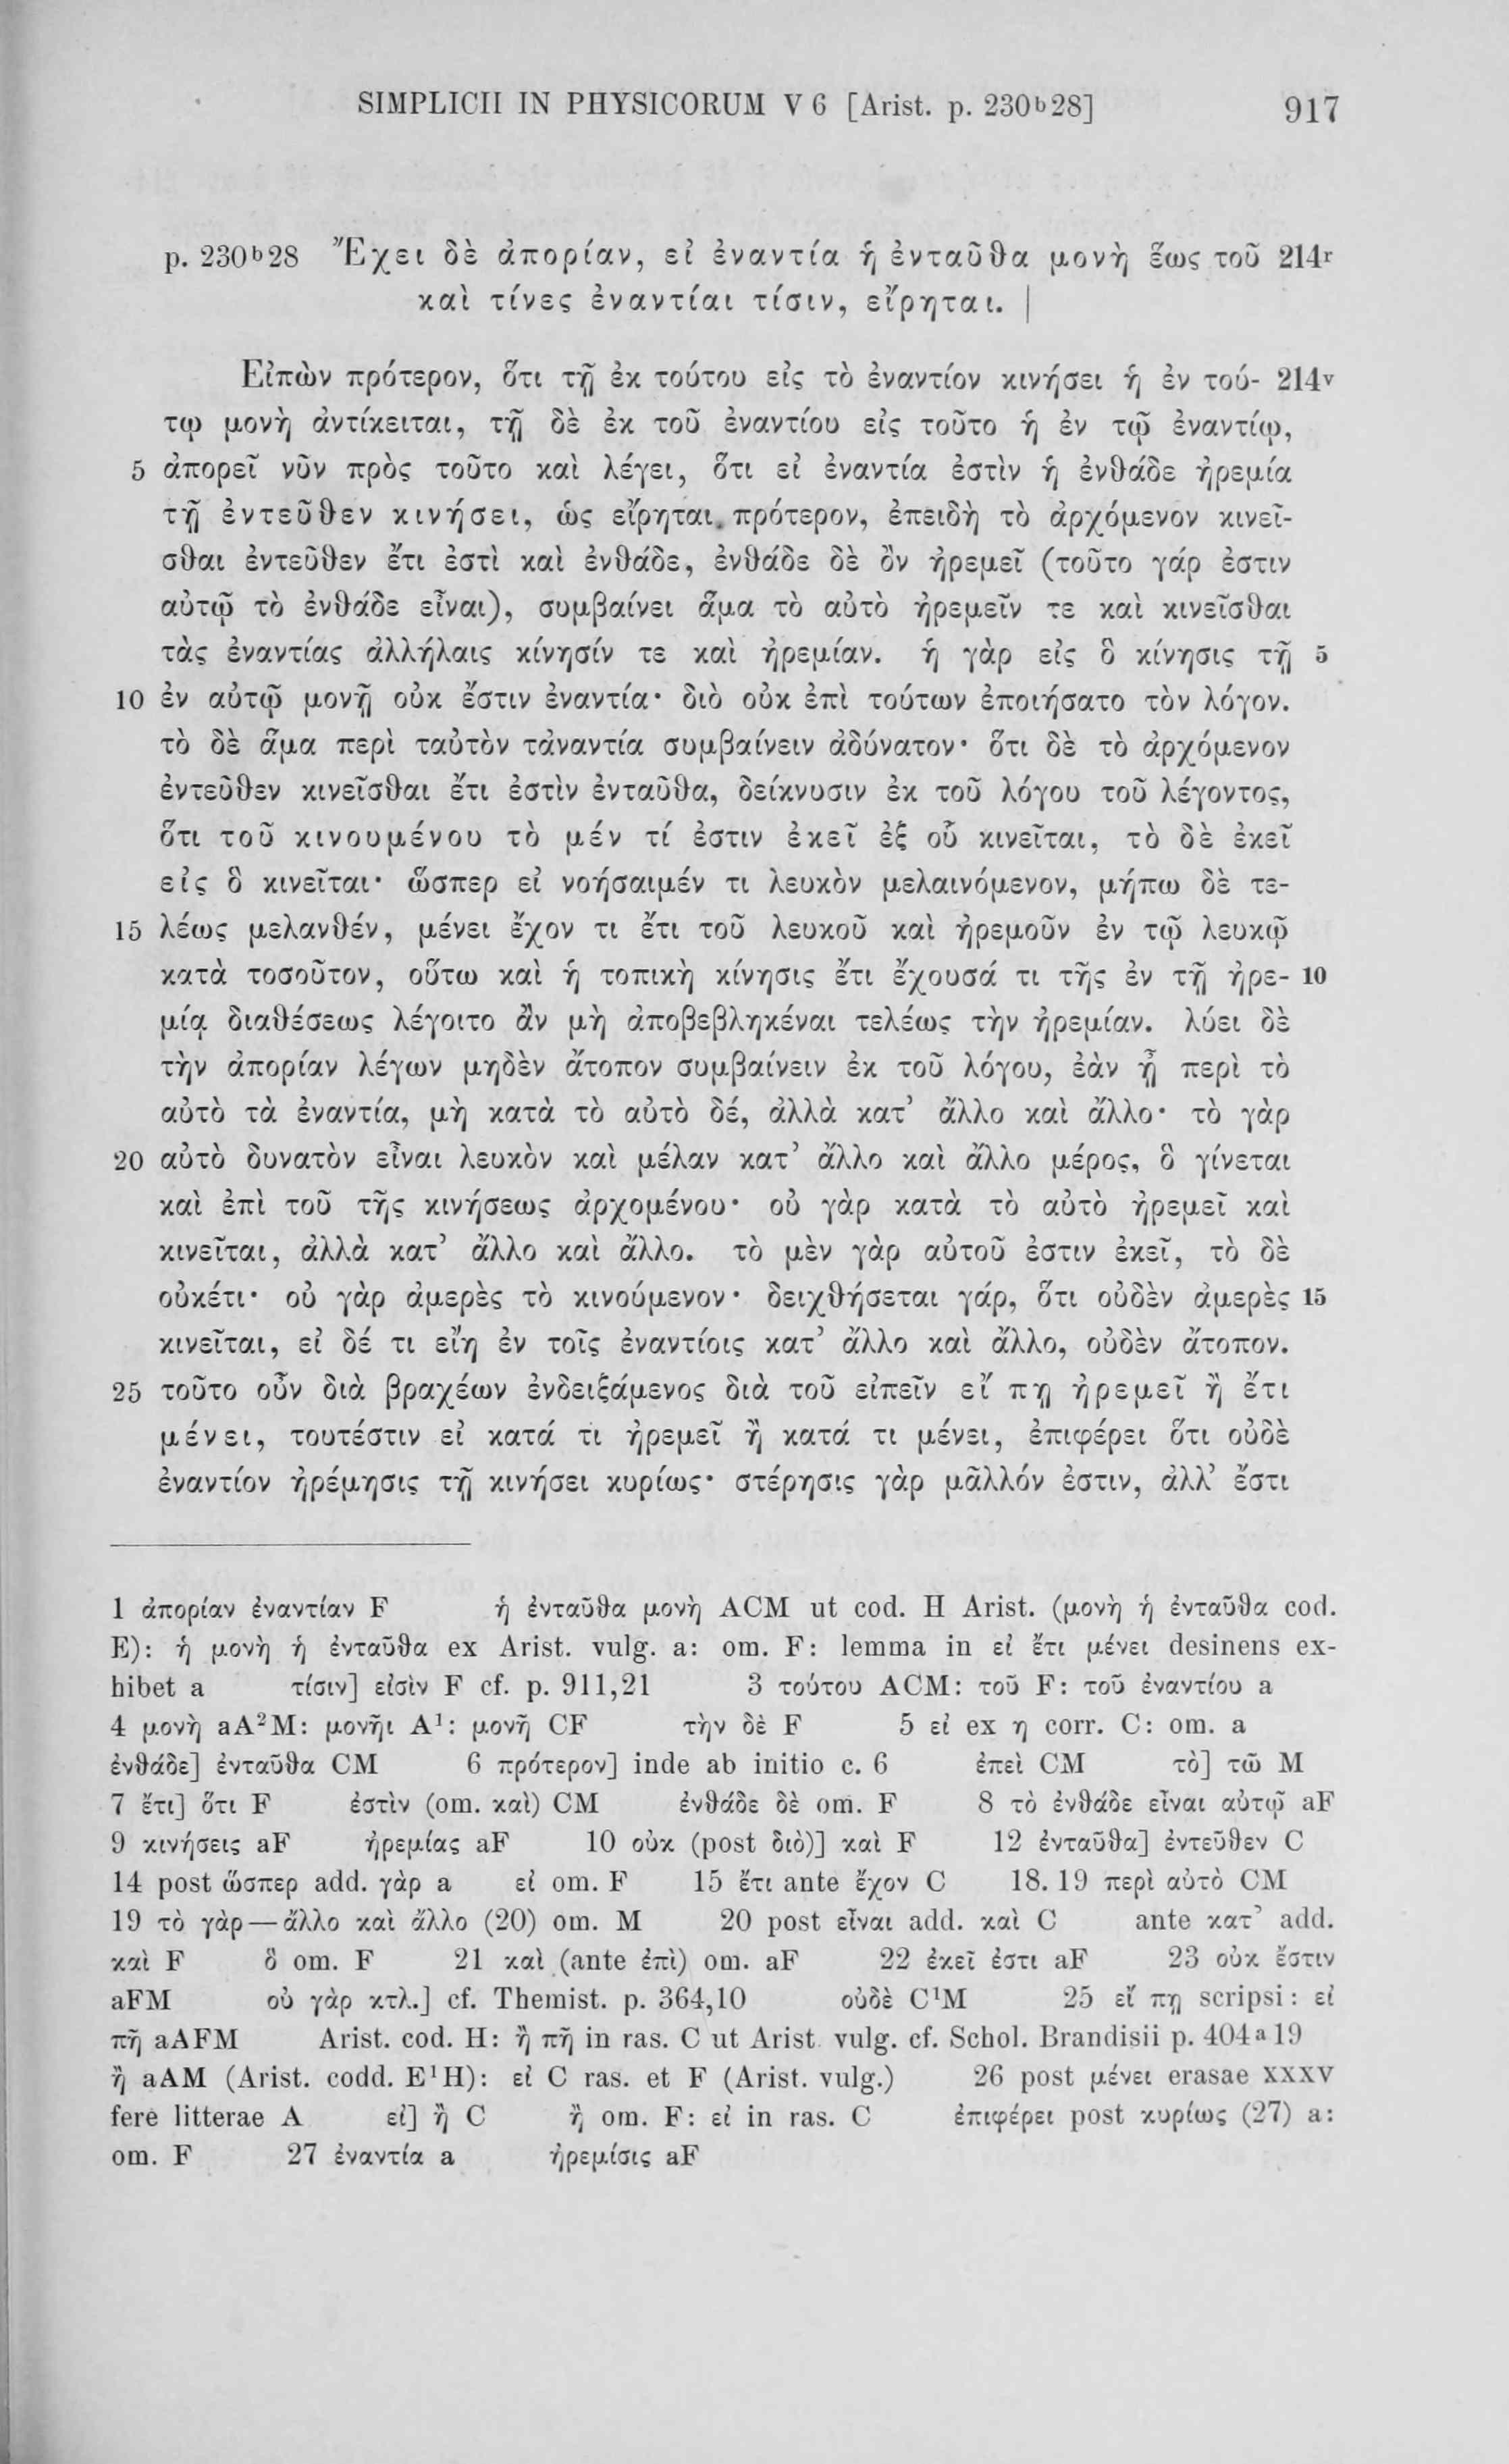 SIMPLICII IN PHYSICORUM V 6 [Arist. p. 230ᵇ28] 917
p. 230ᵇ28 Ἔχει δὲ ἀπορίαν, εἰ ἐναντία ἡ ἐνταῦθα μονὴ ἕως τοῦ 214ʳ
καὶ τίνες ἐναντίαι τίσιν, εἴρηται. |
Εἰπὼν πρότερον, ὅτι τῇ ἐκ τούτου εἰς τὸ ἐναντίον κινήσει ἡ ἐν τού- 214ᵛ
τῳ μονὴ ἀντίκειται, τῇ δὲ ἐκ τοῦ ἐναντίου εἰς τοῦτο ἡ ἐν τῷ ἐναντίῳ,
5 ἀπορεῖ νῦν πρὸς τοῦτο καὶ λέγει, ὅτι εἰ ἐναντία ἐστὶν ἡ ἐνθάδε ἠρεμία
τῇ ἐντεῦθεν κινήσει, ὡς εἴρηται πρότερον, ἐπειδὴ τὸ ἀρχόμενον κινεῖ-
σθαι ἐντεῦθεν ἔτι ἐστὶ καὶ ἐνθάδε, ἐνθάδε δὲ ὂν ἠρεμεῖ (τοῦτο γάρ ἐστιν
αὐτῷ τὸ ἐνθάδε εἶναι), συμβαίνει ἅμα τὸ αὐτὸ ἠρεμεῖν τε καὶ κινεῖσθαι
τὰς ἐναντίας ἀλλήλαις κίνησίν τε καὶ ἠρεμίαν. ἡ γὰρ εἰς ὃ κίνησις τῇ 5
10 ἐν αὐτῷ μονῇ οὐκ ἔστιν ἐναντία· διὸ οὐκ ἐπὶ τούτων ἐποιήσατο τὸν λόγον.
τὸ δὲ ἅμα περὶ ταὐτὸν τἀναντία συμβαίνειν ἀδύνατον· ὅτι δὲ τὸ ἀρχόμενον
ἐντεῦθεν κινεῖσθαι ἔτι ἐστὶν ἐνταῦθα, δείκνυσιν ἐκ τοῦ λόγου τοῦ λέγοντος,
ὅτι τοῦ κινουμένου τὸ μέν τί ἐστιν ἐκεῖ ἐξ οὗ κινεῖται, τὸ δὲ ἐκεῖ
εἰς ὃ κινεῖται· ὥσπερ εἰ νοήσαιμέν τι λευκὸν μελαινόμενον, μήπω δὲ τε-
15 λέως μελανθέν, μένει ἔχον τι ἔτι τοῦ λευκοῦ καὶ ἠρεμοῦν ἐν τῷ λευκῷ
κατὰ τοσοῦτον, οὕτω καὶ ἡ τοπικὴ κίνησις ἔτι ἔχουσά τι τῆς ἐν τῇ ἠρε- 10
μίᾳ διαθέσεως λέγοιτο ἂν μὴ ἀποβεβληκέναι τελέως τὴν ἠρεμίαν. λύει δὲ
τὴν ἀπορίαν λέγων μηδὲν ἄτοπον συμβαίνειν ἐκ τοῦ λόγου, ἐὰν ᾖ περὶ τὸ
αὐτὸ τὰ ἐναντία, μὴ κατὰ τὸ αὐτὸ δέ, ἀλλὰ κατ’ ἄλλο καὶ ἄλλο· τὸ γὰρ
20 αὐτὸ δυνατὸν εἶναι λευκὸν καὶ μέλαν κατ’ ἄλλο καὶ ἄλλο μέρος, ὃ γίνεται
καὶ ἐπὶ τοῦ τῆς κινήσεως ἀρχομένου· οὐ γὰρ κατὰ τὸ αὐτὸ ἠρεμεῖ καὶ
κινεῖται, ἀλλὰ κατ’ ἄλλο καὶ ἄλλο. τὸ μὲν γὰρ αὐτοῦ ἐστιν ἐκεῖ, τὸ δὲ
οὐκέτι· οὐ γὰρ ἀμερὲς τὸ κινούμενον· δειχθήσεται γάρ, ὅτι οὐδὲν ἀμερὲς 15
κινεῖται, εἰ δέ τι εἴη ἐν τοῖς ἐναντίοις κατ’ ἄλλο καὶ ἄλλο, οὐδὲν ἄτοπον.
25 τοῦτο οὖν διὰ βραχέων ἐνδειξάμενος διὰ τοῦ εἰπεῖν εἴ πῃ ἠρεμεῖ ἢ ἔτι
μένει, τουτέστιν εἰ κατά τι ἠρεμεῖ ἢ κατά τι μένει, ἐπιφέρει ὅτι οὐδὲ
ἐναντίον ἠρέμησις τῇ κινήσει κυρίως· στέρησις γὰρ μᾶλλόν ἐστιν, ἀλλ’ ἔστι
1 ἀπορίαν ἐναντίαν F ἡ ἐνταῦθα μονὴ ACM ut cod. H Arist. (μονὴ ἡ ἐνταῦθα cod.
E): ἡ μονὴ ἡ ἐνταῦθα ex Arist. vulg. a: om. F: lemma in εἰ ἔτι μένει desinens ex-
hibet a τίσιν] εἰσὶν F cf. p. 911,21 3 τούτου ACM: τοῦ F: τοῦ ἐναντίου a
4 μονὴ aA²M: μονῆι A¹: μονῇ CF τὴν δὲ F 5 εἰ ex η corr. C: om. a
ἐνθάδε] ἐνταῦθα CM 6 πρότερον] inde ab initio c. 6 ἐπεὶ CM τὸ] τῶ M
7 ἔτι] ὅτι F ἐστὶν (om. καὶ) CM ἐνθάδε δὲ om. F 8 τὸ ἐνθάδε εἶναι αὐτῷ aF
9 κινήσεις aF ἠρεμίας aF 10 οὐκ (post διὸ)] καὶ F 12 ἐνταῦθα] ἐντεῦθεν C
14 post ὥσπερ add. γὰρ a εἰ om. F 15 ἔτι ante ἔχον C 18. 19 περὶ αὐτὸ CM
19 τὸ γὰρ — ἄλλο καὶ ἄλλο (20) om. M 20 post εἶναι add. καὶ C ante κατ’ add.
καὶ F ὃ om. F 21 καὶ (ante ἐπὶ) om. aF 22 ἐκεῖ ἐστι aF 23 οὐκ ἔστιν
aFM οὐ γὰρ κτλ.] cf. Themist. p. 364,10 οὐδὲ C¹M 25 εἴ πῃ scripsi: εἰ
πῆ aAFM Arist. cod. H: ἢ πῆ in ras. C ut Arist. vulg. cf. Schol. Brandisii p. 404ᵃ19
ἢ aAM (Arist. codd. E¹H): εἰ C ras. et F (Arist. vulg.) 26 post μένει erasae XXXV
fere litterae A εἰ] ἢ C ἢ om. F: εἰ in ras. C ἐπιφέρει post κυρίως (27) a:
om. F 27 ἐναντία a ἠρεμίσις aF